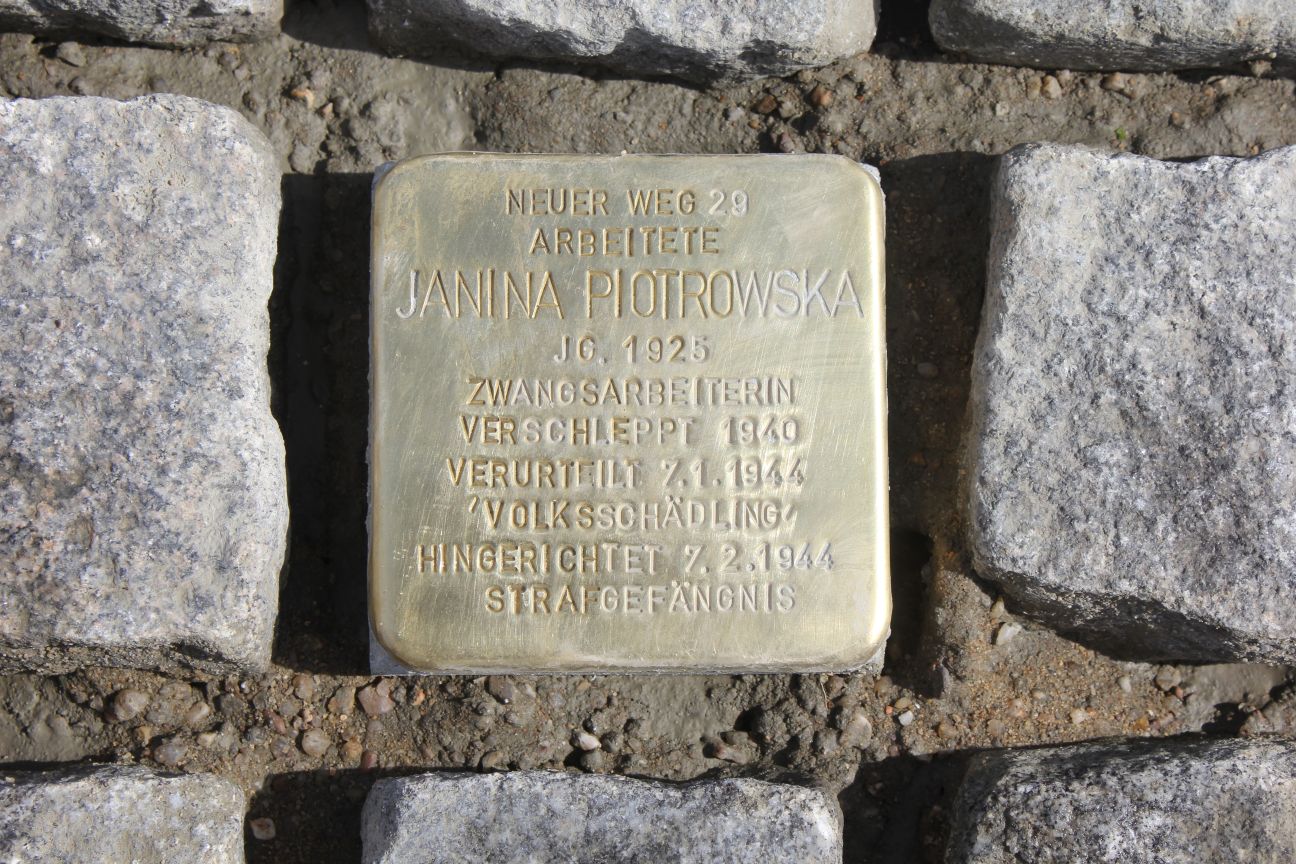 NEUER WEG 29
ARBEITETE
JANINA PIOTROWSKA
JG. 1925
ZWANGSARBEITERIN
VERSCHLEPPT 1940
VERURTEILT 7.1.1944
'VOLKSSCHÄDLING'
HINGERICHTET 7.2.1944
STRAFGEFÄNGNIS